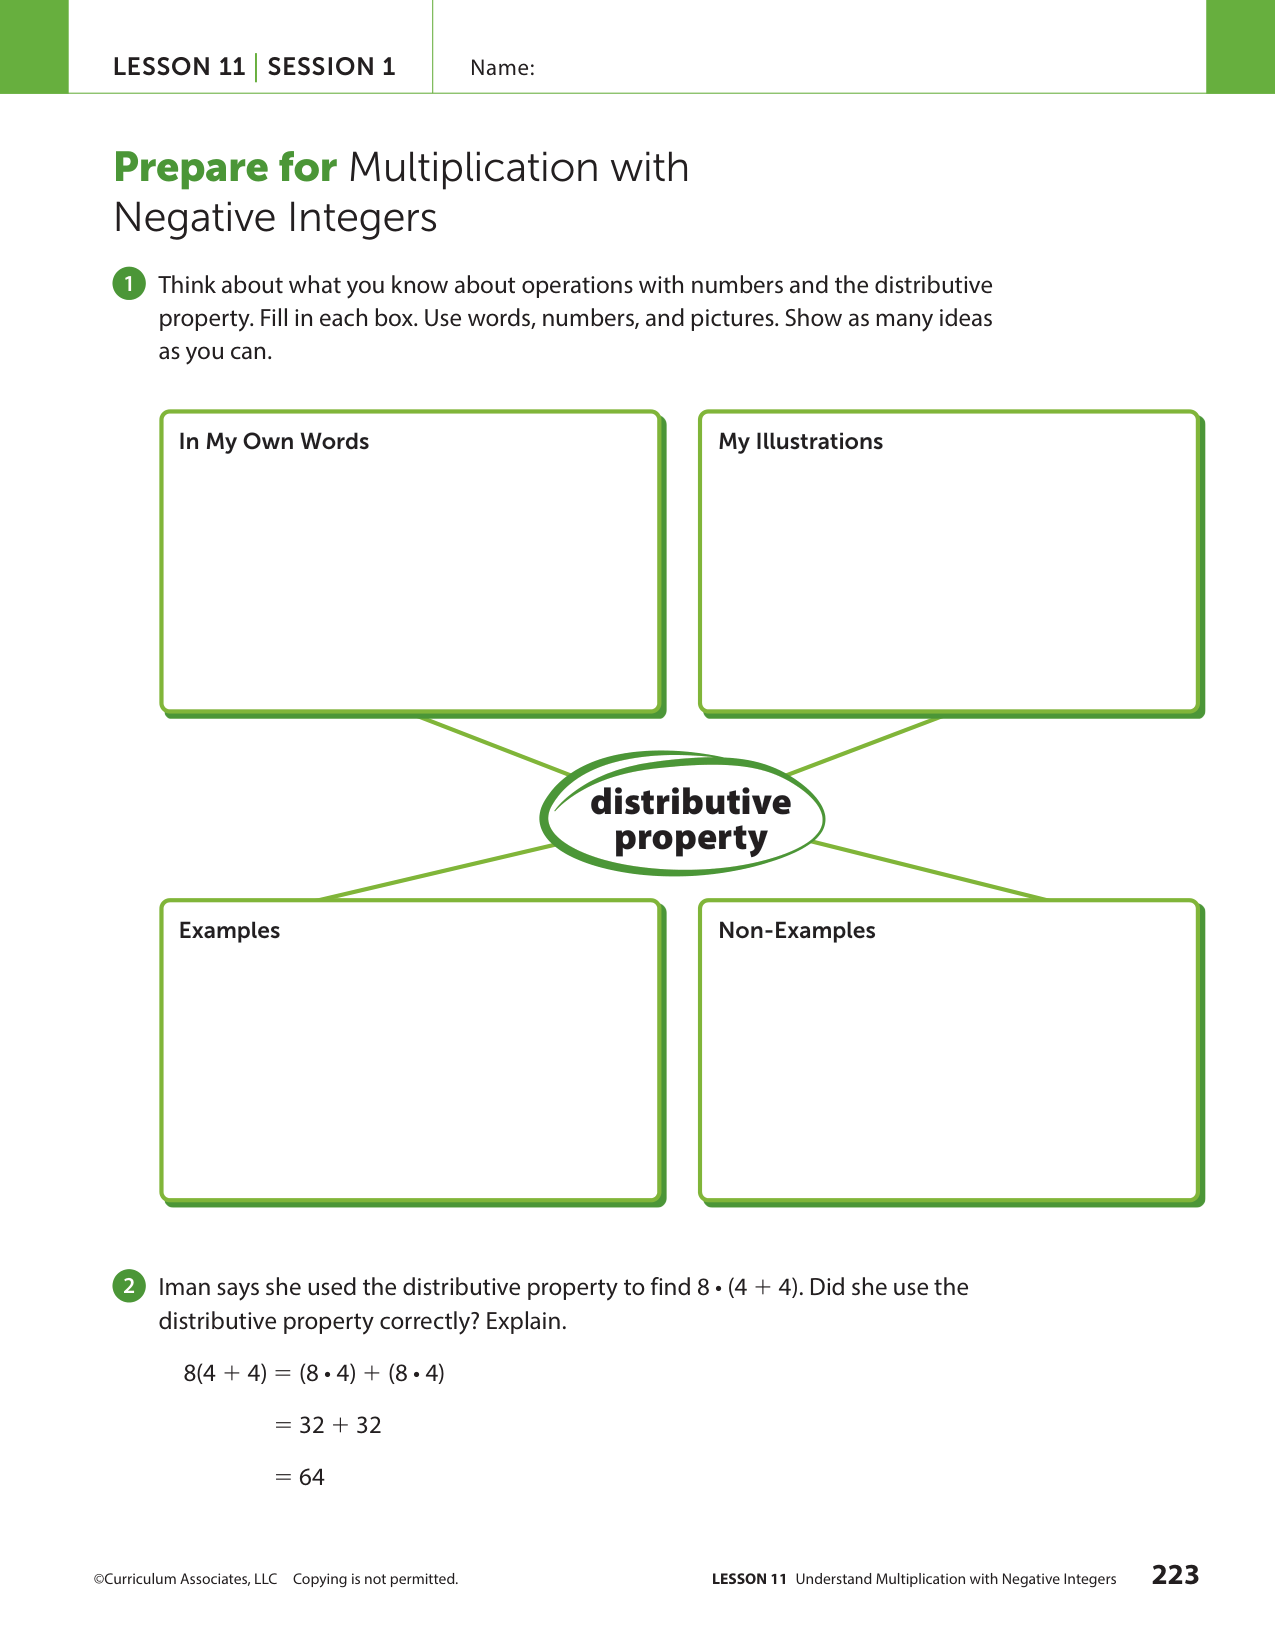 LESSON 11 | SESSION 1
Name:
Prepare for Multiplication with
Negative Integers
1 Think about what you know about operations with numbers and the distributive
property. Fill in each box. Use words, numbers, and pictures. Show as many ideas
as you can.
In My Own Words
My Illustrations
distributive
property
Examples
Non-Examples
2 Iman says she used the distributive property to find 8 • (4 + 4). Did she use the
distributive property correctly? Explain.
8(4 + 4) = (8 • 4) + (8 • 4)
= 32 + 32
= 64
©Curriculum Associates, LLC Copying is not permitted.
LESSON 11 Understand Multiplication with Negative Integers 223